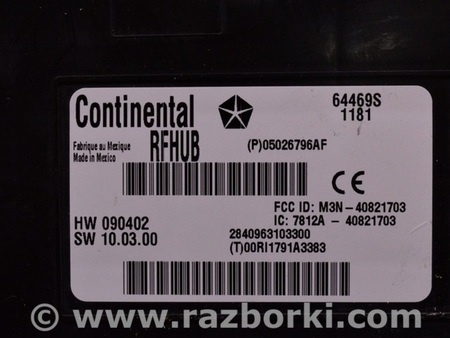 Continental
64469S
1181
Fabrique au Mexique
Made in Mexico
RFHUB
(P)05026796AF
CE
FCC ID: M3N-40821703
IC: 7812A - 40821703
HW 090402
SW 10.03.00
2840963103300
(T)00RI1791A3383
© www.razborki.com